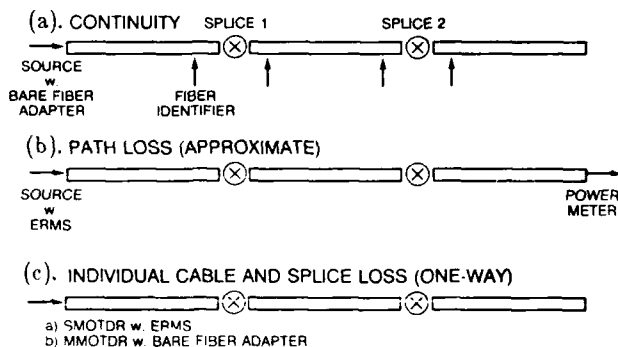 (a). CONTINUITY
SPLICE 1
SPLICE 2
SOURCE
w.
BARE FIBER
ADAPTER
FIBER
IDENTIFIER
(b). PATH LOSS (APPROXIMATE)
SOURCE
w
ERMS
POWER
METER
(c). INDIVIDUAL CABLE AND SPLICE LOSS (ONE-WAY)
a) SMOTDR w. ERMS
b) MMOTDR w. BARE FIBER ADAPTER